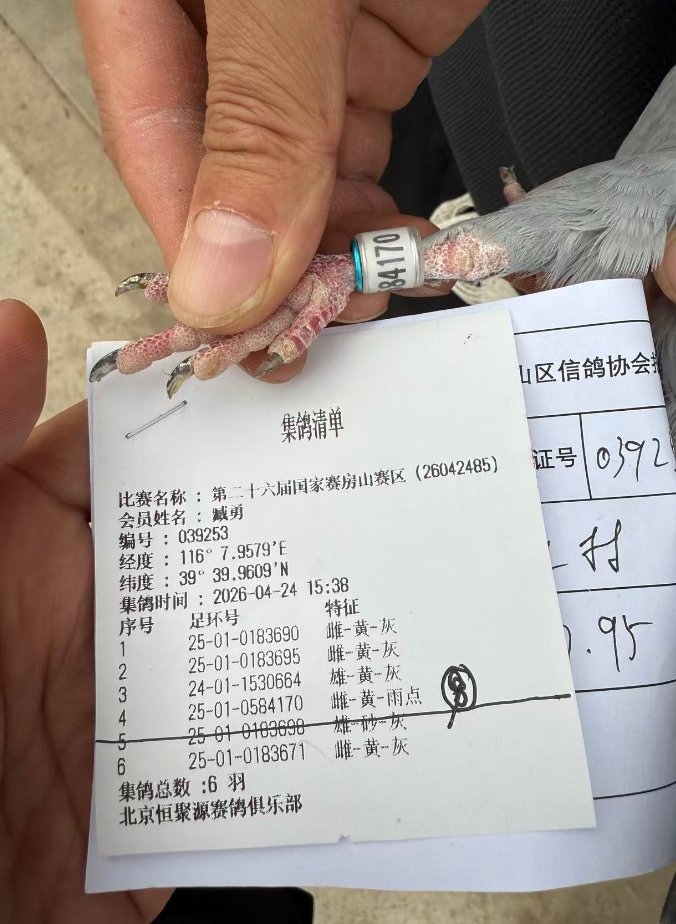 84170
集鸽清单
比赛名称 : 第二十六届国家赛房山赛区 (26042485)
会员姓名 : 臧勇
编号 : 039253
经度 : 116° 7.9579'E
纬度 : 39° 39.9609'N
集鸽时间 : 2026-04-24 15:38
序号 足环号 特征
1 25-01-0183690 雌-黄-灰
2 25-01-0183695 雌-黄-灰
3 24-01-1530664 雄-黄-灰
4 25-01-0584170 雌-黄-雨点
5 25-01-0183698 雄-砂-灰
6 25-01-0183671 雌-黄-灰
集鸽总数 :6 羽
北京恒聚源赛鸽俱乐部
山区信鸽协会
证号 0392
村
.95